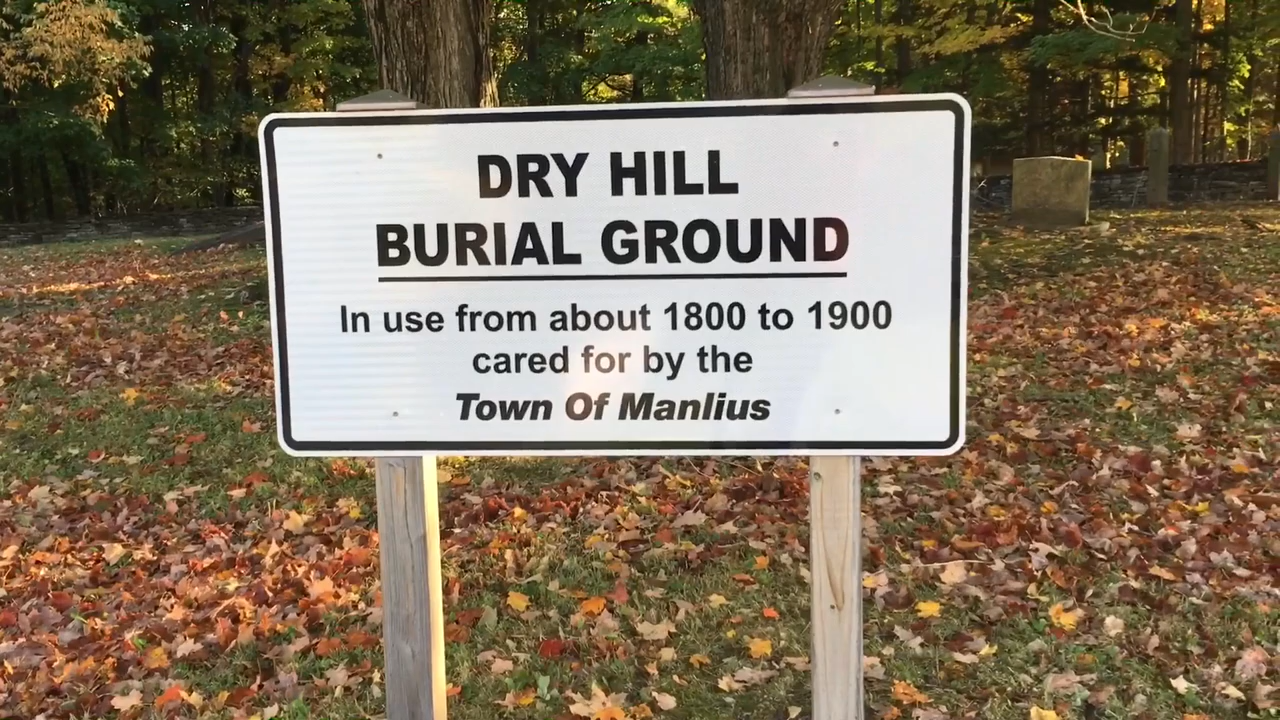 DRY HILL
BURIAL GROUND
In use from about 1800 to 1900
cared for by the
Town Of Manlius